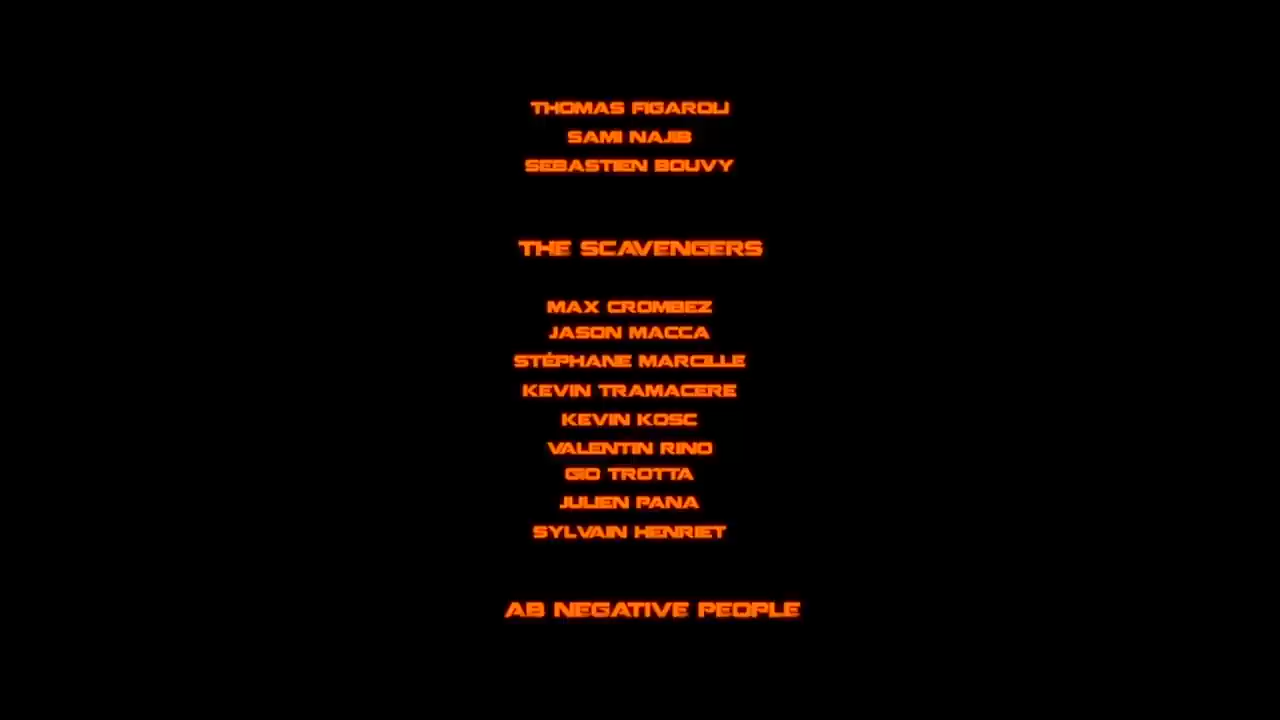 THOMAS FIGAROLI
SAMI NAJIB
SEBASTIEN BOUVY
THE SCAVENGERS
MAX CROMBEZ
JASON MACCA
STÉPHANE MARCILLE
KEVIN TRAMACERE
KEVIN KOSC
VALENTIN RINO
GIO TROTTA
JULIEN PANA
SYLVAIN HENRIET
AB NEGATIVE PEOPLE